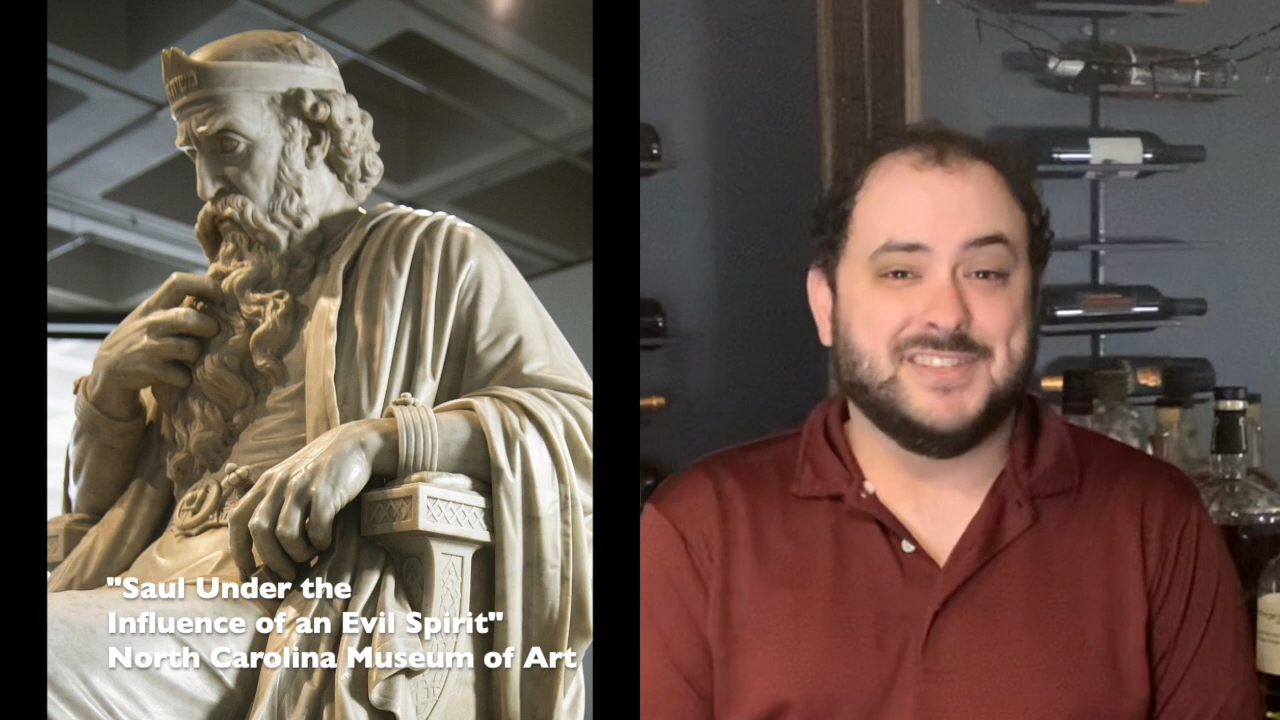 "Saul Under the
Influence of an Evil Spirit"
North Carolina Museum of Art